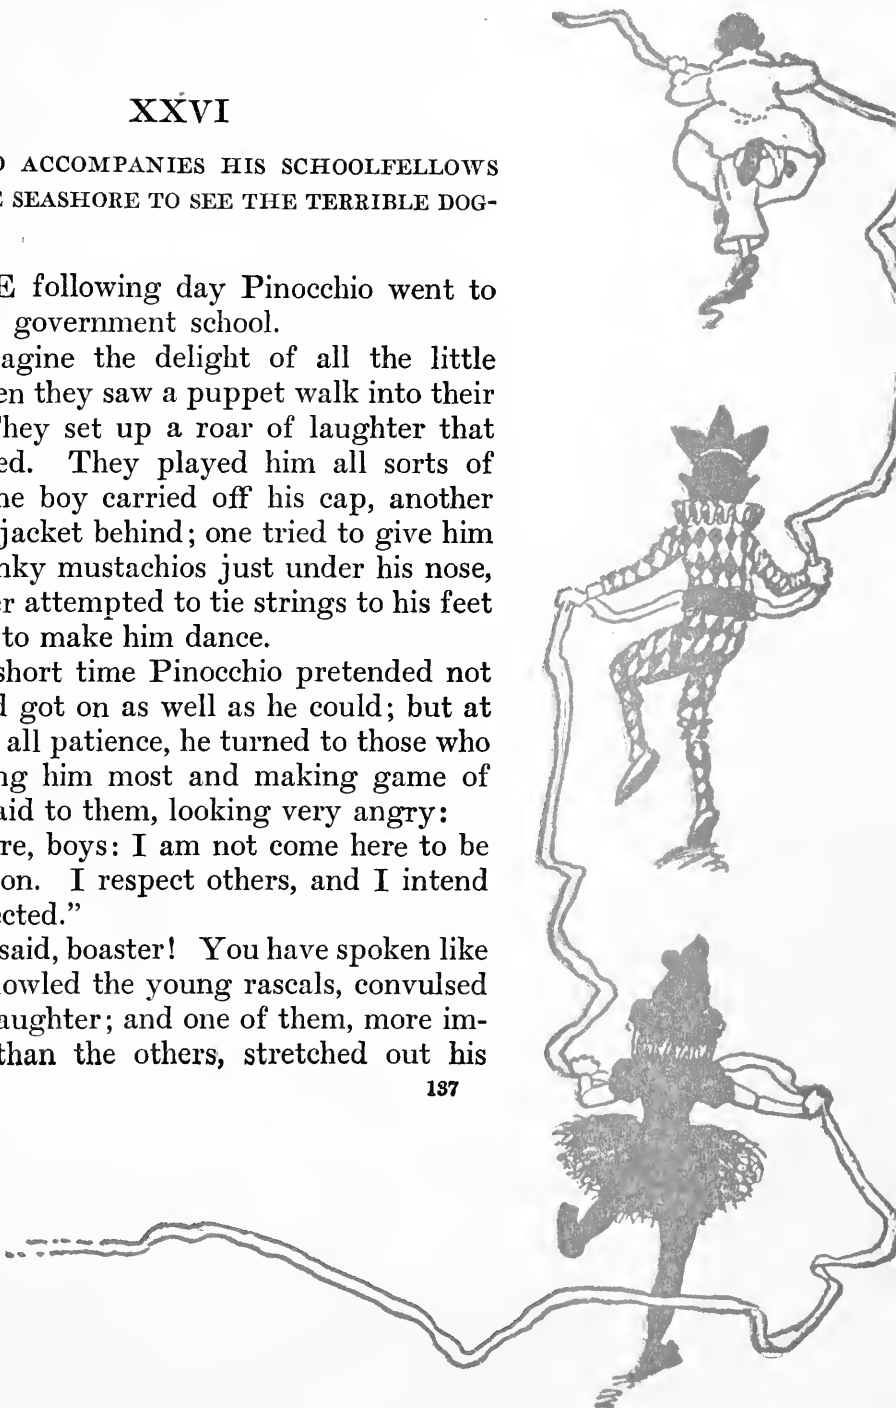 XXVI
ACCOMPANIES HIS SCHOOLFELLOWS
SEASHORE TO SEE THE TERRIBLE DOG-
following day Pinocchio went to
government school.
agine the delight of all the little
en they saw a puppet walk into their
They set up a roar of laughter that
ed. They played him all sorts of
ne boy carried off his cap, another
jacket behind; one tried to give him
nky mustachios just under his nose,
er attempted to tie strings to his feet
to make him dance.
short time Pinocchio pretended not
d got on as well as he could; but at
all patience, he turned to those who
ng him most and making game of
aid to them, looking very angry:
re, boys: I am not come here to be
on. I respect others, and I intend
ected."
said, boaster! You have spoken like
howled the young rascals, convulsed
aughter; and one of them, more im-
than the others, stretched out his
137